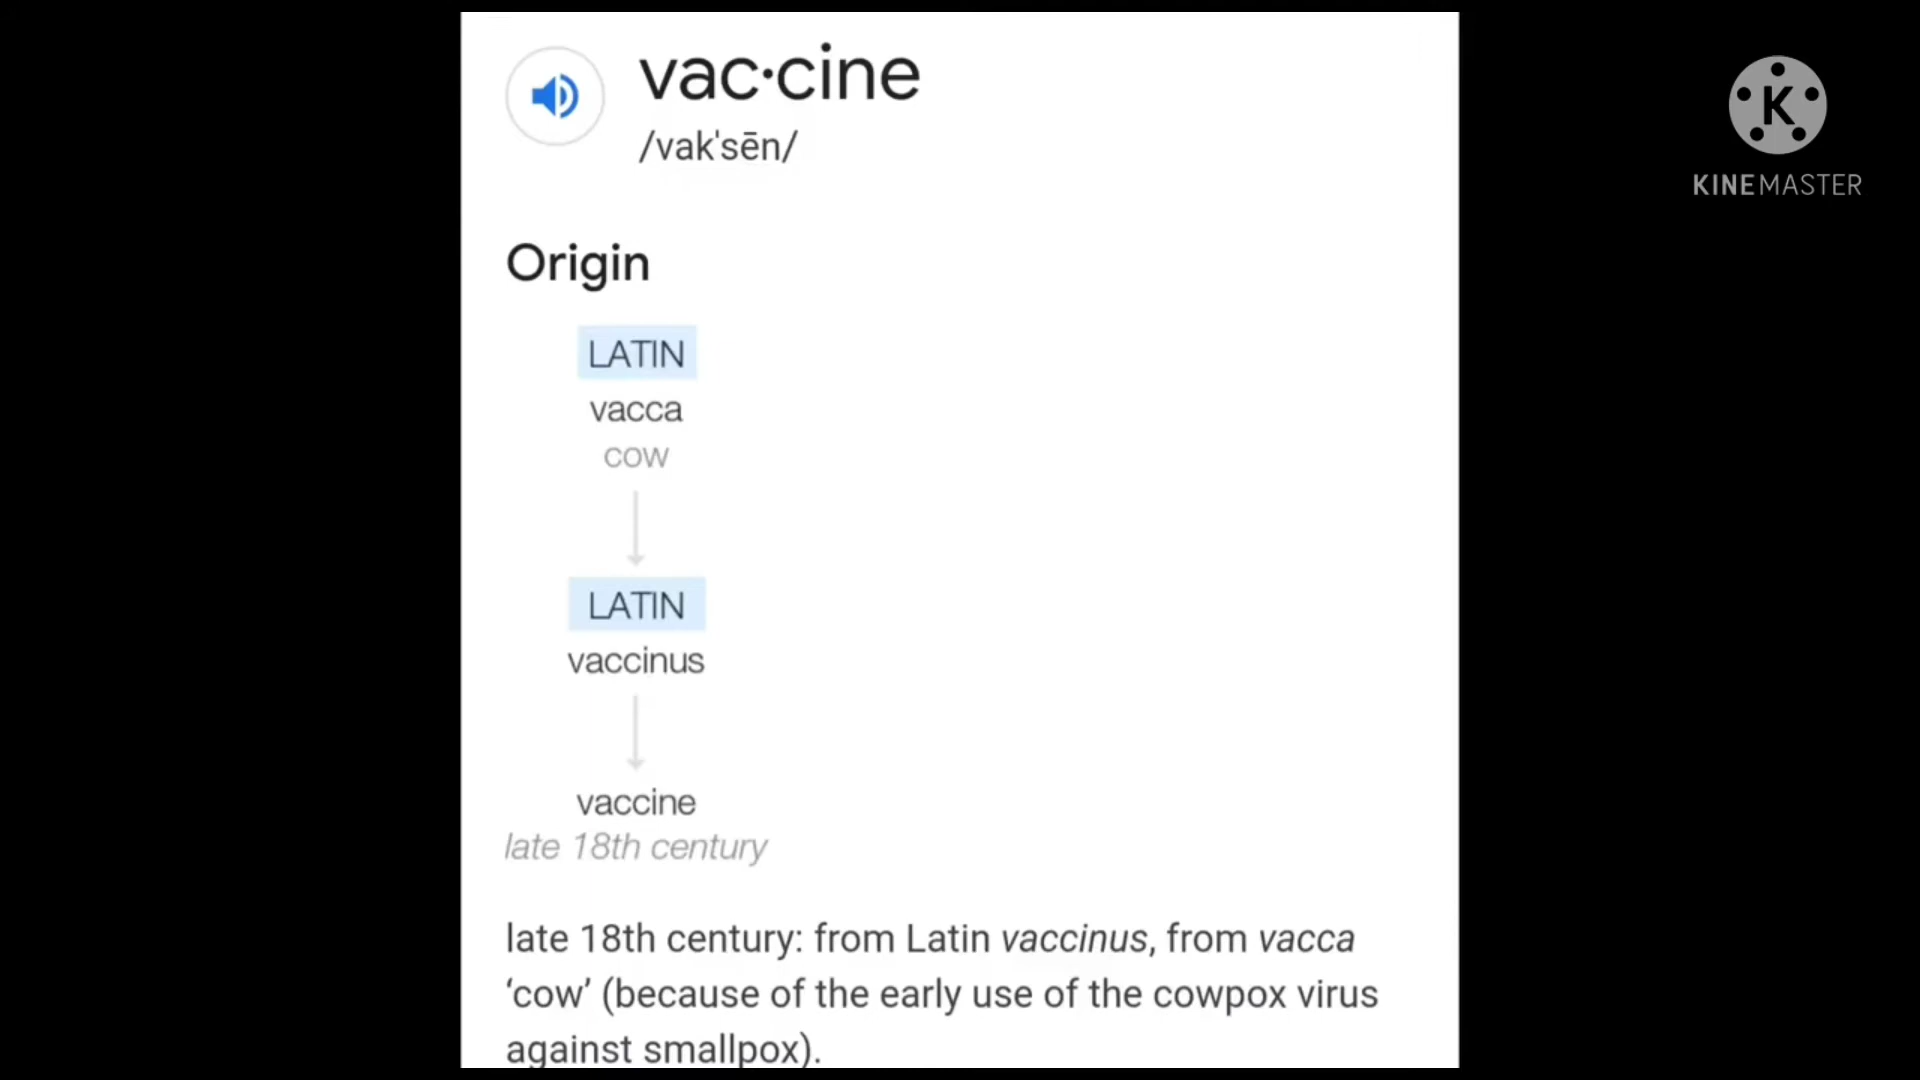 vac·cine
/vak'sēn/
K
KINEMASTER
Origin
LATIN
vacca
cow
LATIN
vaccinus
vaccine
late 18th century
late 18th century: from Latin vaccinus, from vacca
‘cow’ (because of the early use of the cowpox virus
against smallpox).